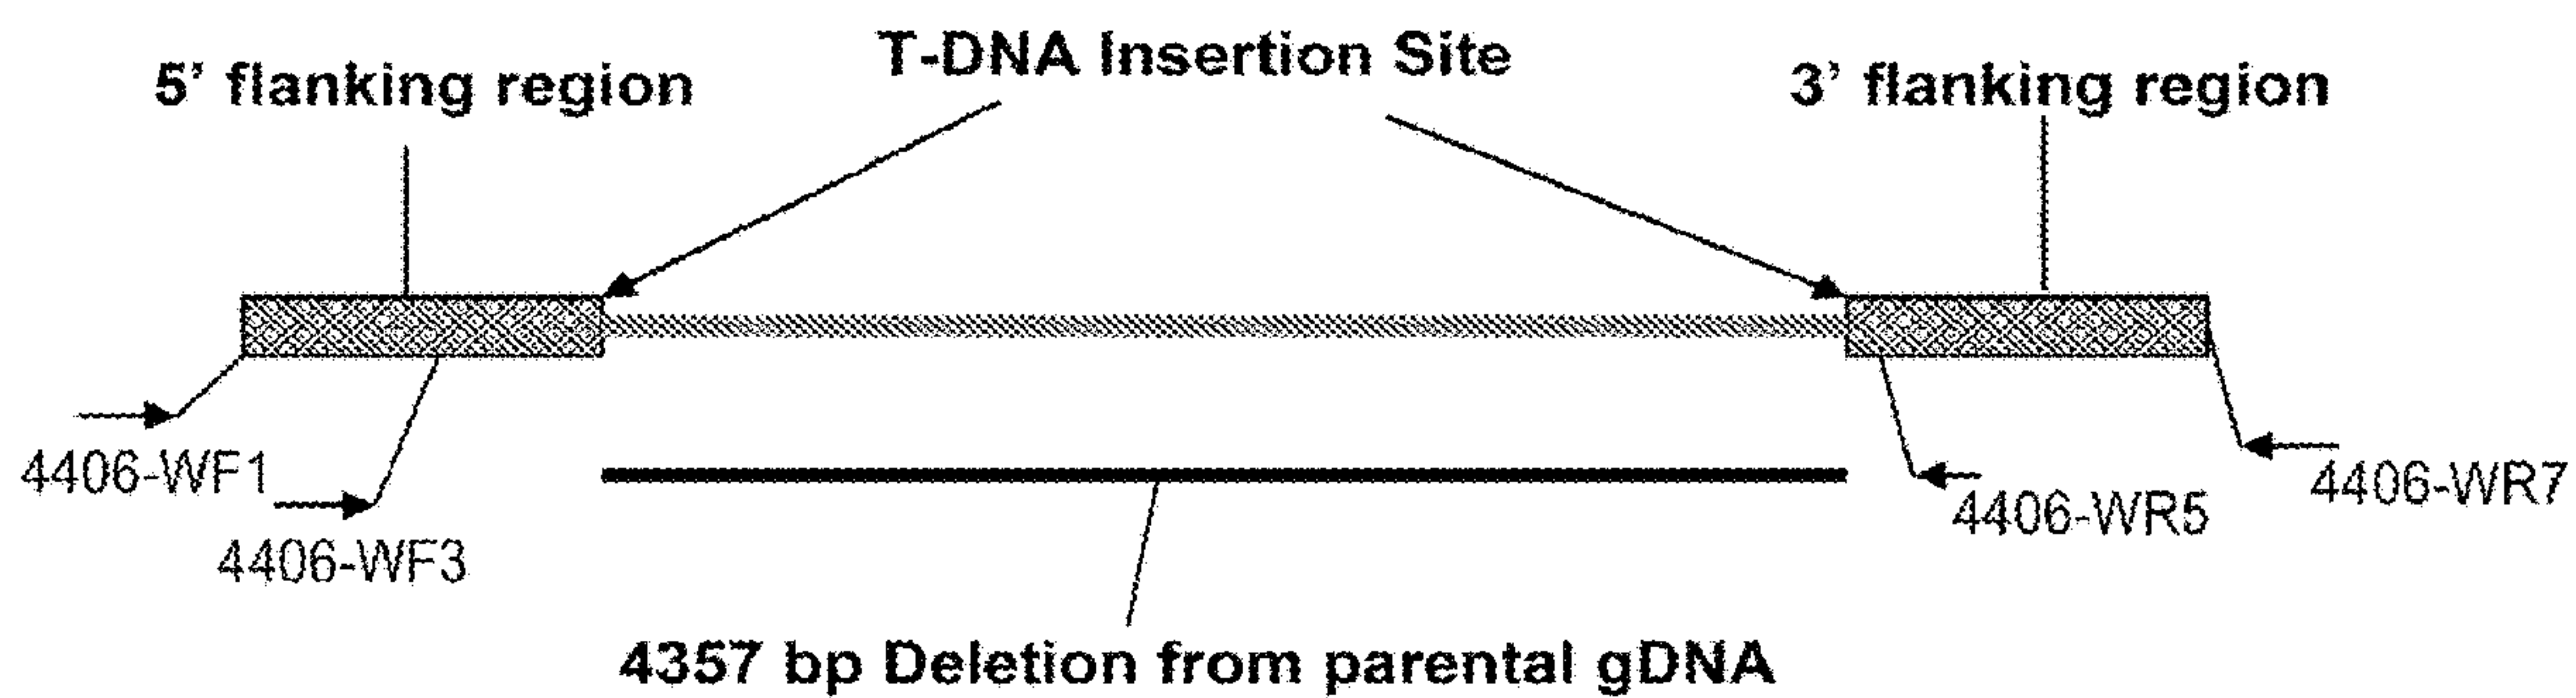 T-DNA Insertion Site
5’ flanking region
3’ flanking region
4406-WF1
4406-WF3
4406-WR5
4406-WR7
4357 bp Deletion from parental gDNA